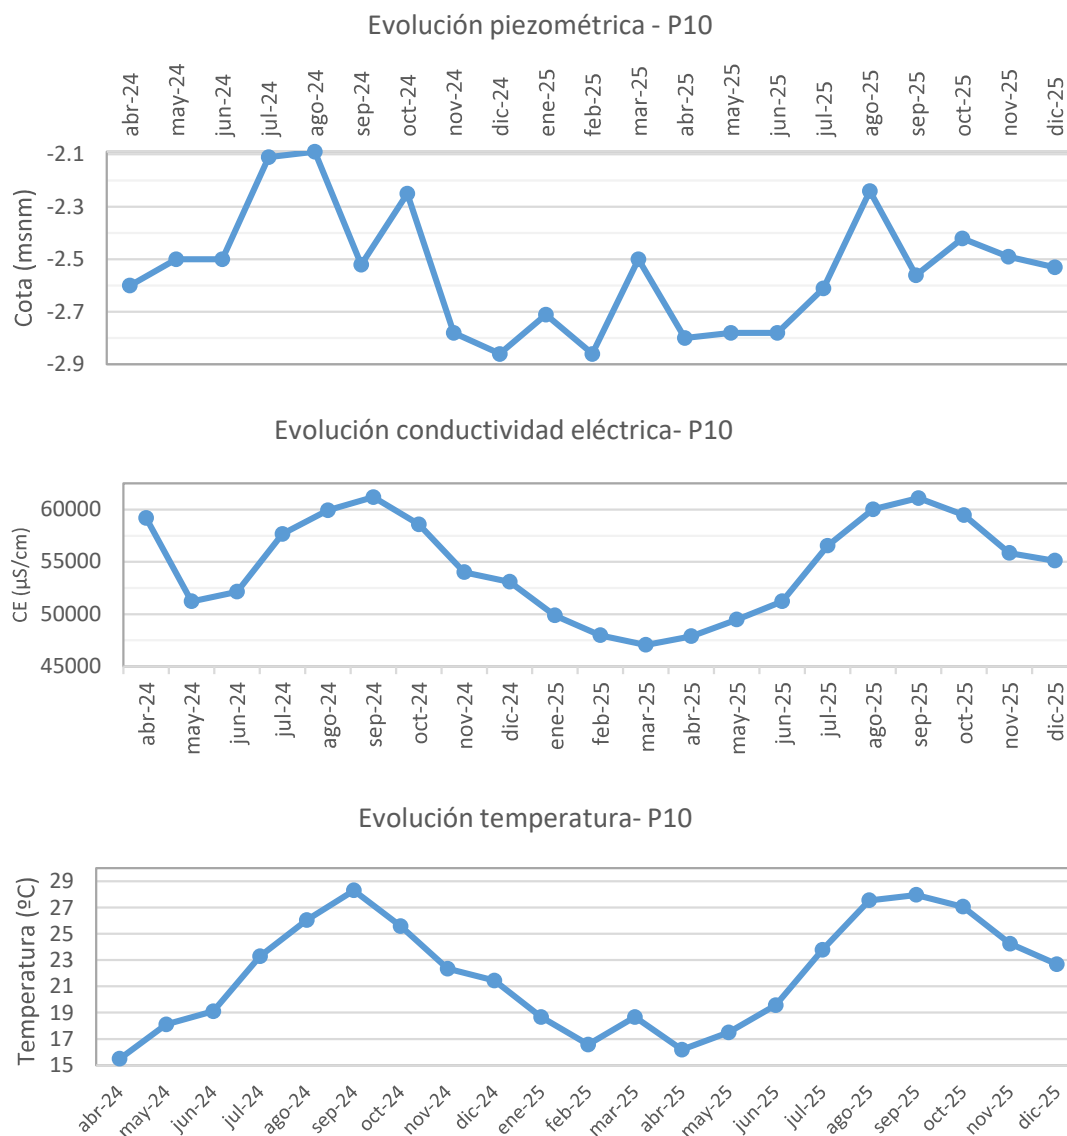 Evolución piezométrica - P10
abr-24 may-24 jun-24 jul-24 ago-24 sep-24 oct-24 nov-24 dic-24 ene-25 feb-25 mar-25 abr-25 may-25 jun-25 jul-25 ago-25 sep-25 oct-25 nov-25 dic-25
Cota (msnm)
-2.1
-2.3
-2.5
-2.7
-2.9
Evolución conductividad eléctrica- P10
CE (µS/cm)
60000
55000
50000
45000
abr-24 may-24 jun-24 jul-24 ago-24 sep-24 oct-24 nov-24 dic-24 ene-25 feb-25 mar-25 abr-25 may-25 jun-25 jul-25 ago-25 sep-25 oct-25 nov-25 dic-25
Evolución temperatura- P10
Temperatura (ºC)
29
27
25
23
21
19
17
15
abr-24 may-24 jun-24 jul-24 ago-24 sep-24 oct-24 nov-24 dic-24 ene-25 feb-25 mar-25 abr-25 may-25 jun-25 jul-25 ago-25 sep-25 oct-25 nov-25 dic-25